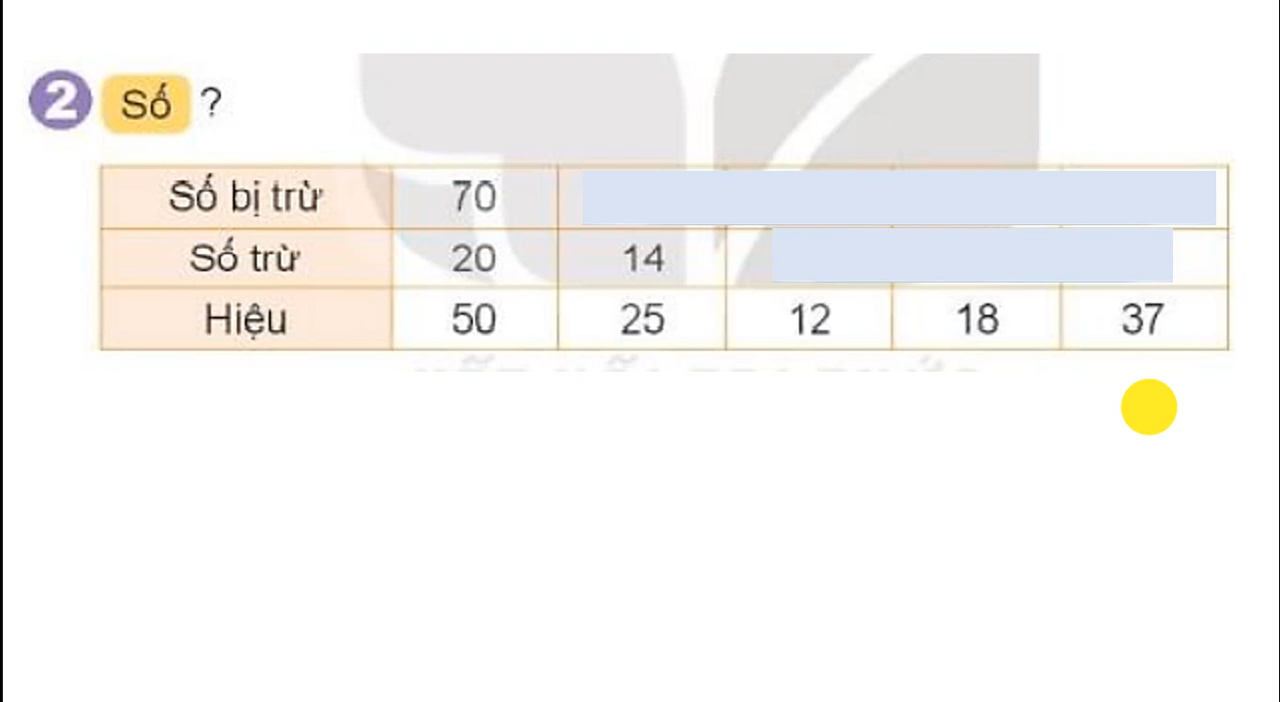 2 Số ?
Số bị trừ 70
Số trừ 20 14
Hiệu 50 25 12 18 37